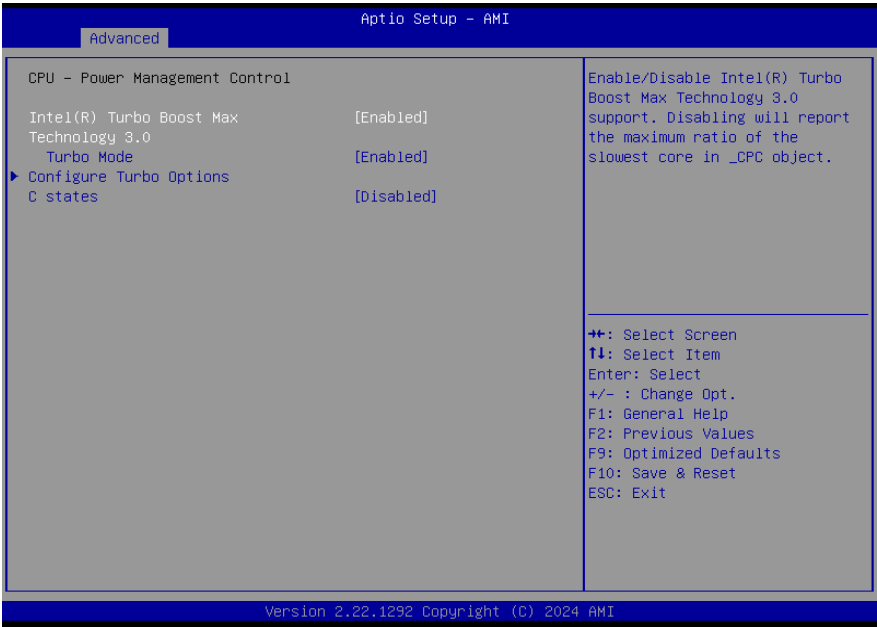 Aptio Setup - AMI
Advanced
CPU - Power Management Control
Intel(R) Turbo Boost Max [Enabled]
Technology 3.0
Turbo Mode [Enabled]
Configure Turbo Options
C states [Disabled]
Enable/Disable Intel(R) Turbo
Boost Max Technology 3.0
support. Disabling will report
the maximum ratio of the
slowest core in _CPC object.
→←: Select Screen
↑↓: Select Item
Enter: Select
+/- : Change Opt.
F1: General Help
F2: Previous Values
F9: Optimized Defaults
F10: Save & Reset
ESC: Exit
Version 2.22.1292 Copyright (C) 2024 AMI